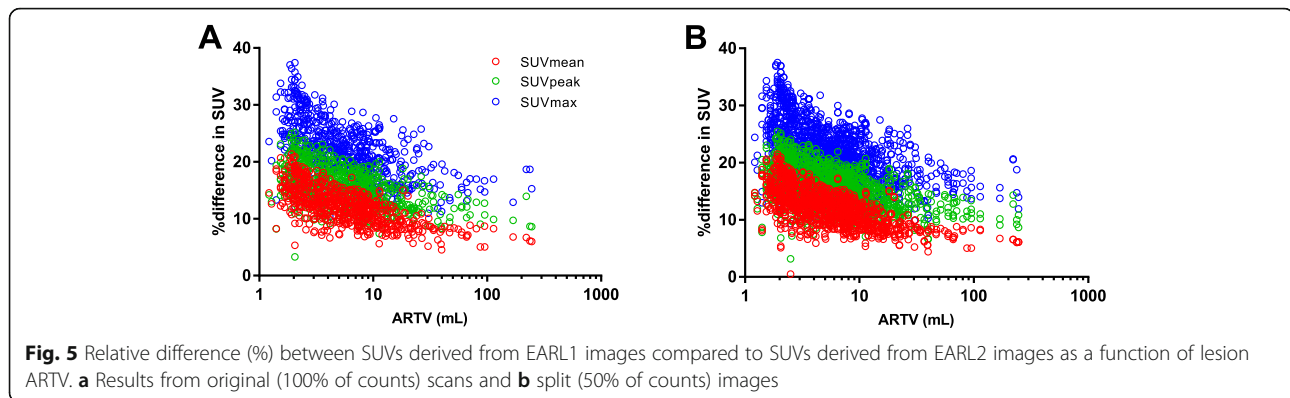 A
B
40
30
20
10
0
%difference in SUV
1
10
100
1000
ARTV (mL)
SUVmean
SUVpeak
SUVmax
40
30
20
10
0
%difference in SUV
1
10
100
1000
ARTV (mL)
Fig. 5 Relative difference (%) between SUVs derived from EARL1 images compared to SUVs derived from EARL2 images as a function of lesion
ARTV. a Results from original (100% of counts) scans and b split (50% of counts) images